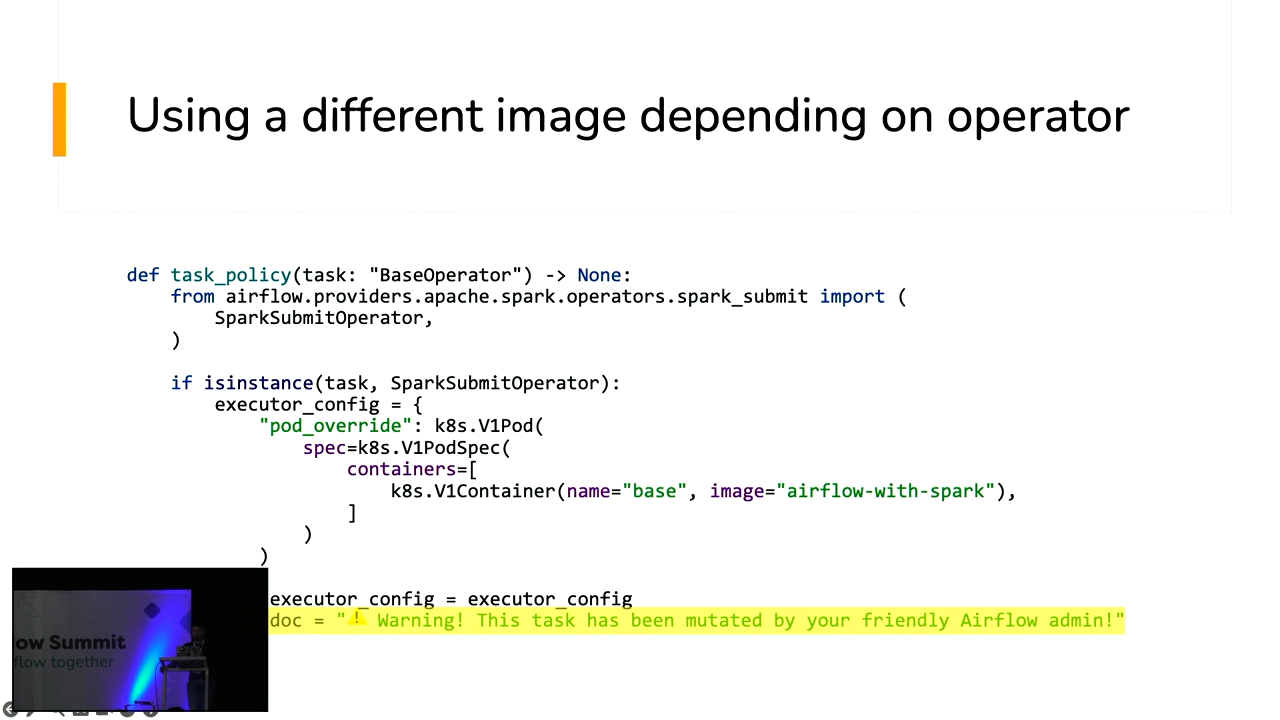 Using a different image depending on operator
def task_policy(task: "BaseOperator") -> None:
    from airflow.providers.apache.spark.operators.spark_submit import (
        SparkSubmitOperator,
    )
    if isinstance(task, SparkSubmitOperator):
        executor_config = {
            "pod_override": k8s.V1Pod(
                spec=k8s.V1PodSpec(
                    containers=[
                        k8s.V1Container(name="base", image="airflow-with-spark"),
                    ]
                )
            )
executor_config = executor_config
doc = "⚠️ Warning! This task has been mutated by your friendly Airflow admin!"
ow Summit
flow together